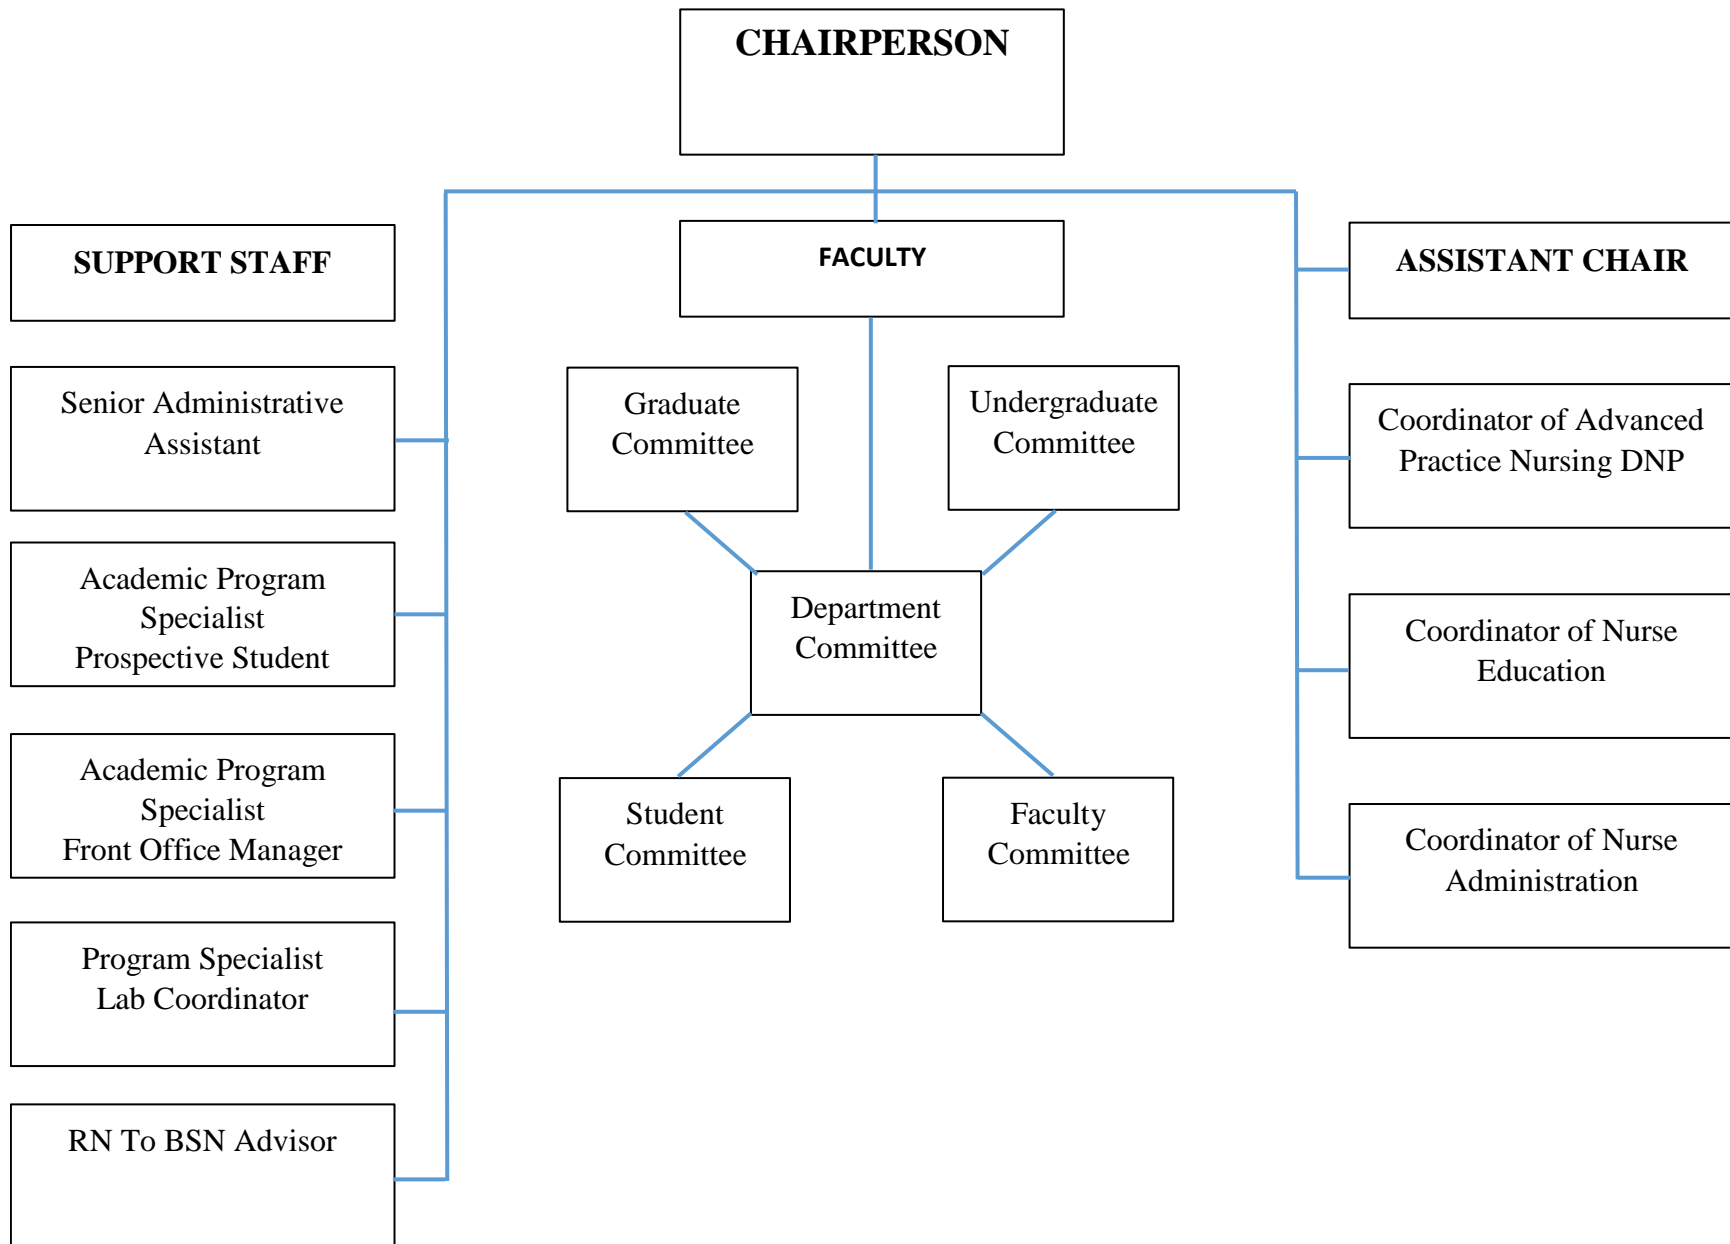 CHAIRPERSON
SUPPORT STAFF
FACULTY
ASSISTANT CHAIR
Senior Administrative
Assistant
Graduate
Committee
Undergraduate
Committee
Coordinator of Advanced
Practice Nursing DNP
Academic Program
Specialist
Prospective Student
Department
Committee
Coordinator of Nurse
Education
Academic Program
Specialist
Front Office Manager
Student
Committee
Faculty
Committee
Coordinator of Nurse
Administration
Program Specialist
Lab Coordinator
RN To BSN Advisor